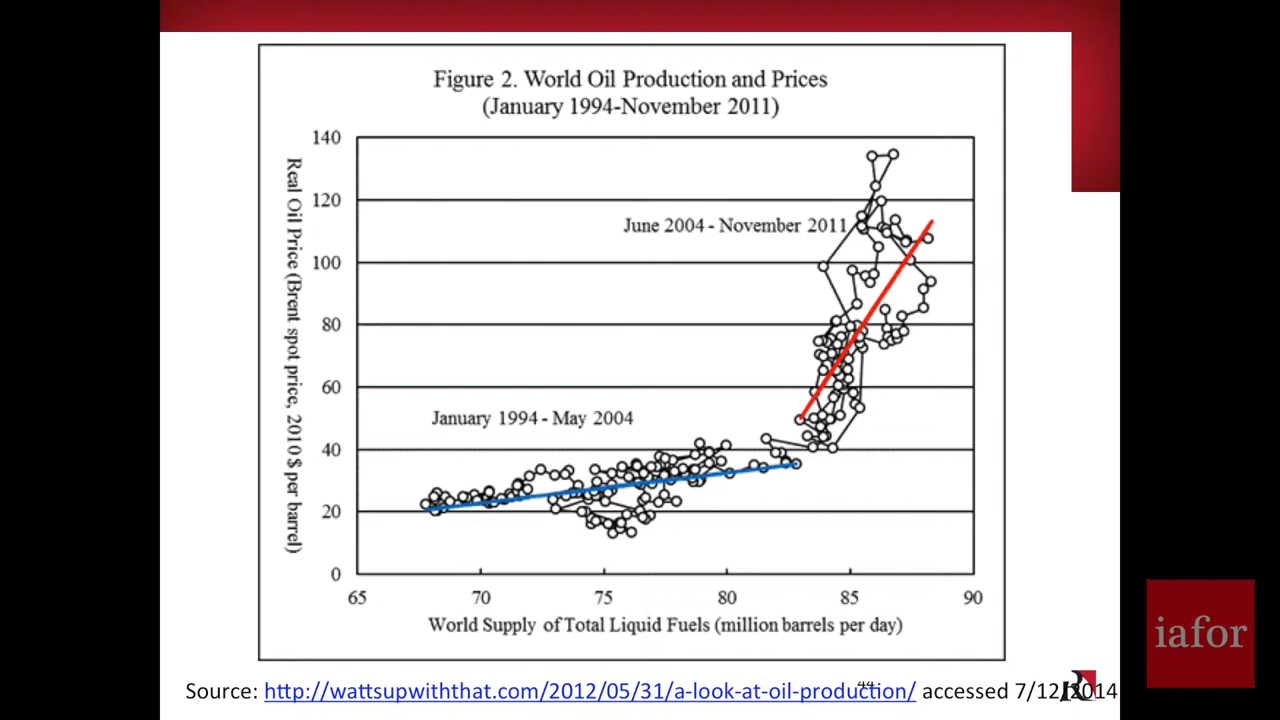 Figure 2. World Oil Production and Prices
(January 1994-November 2011)
Real Oil Price (Brent spot price, 2010 $ per barrel)
140
120
100
80
60
40
20
0
June 2004 - November 2011
January 1994 - May 2004
65 70 75 80 85 90
World Supply of Total Liquid Fuels (million barrels per day)
iafor
44
Source: http://wattsupwiththat.com/2012/05/31/a-look-at-oil-production/ accessed 7/12/2014